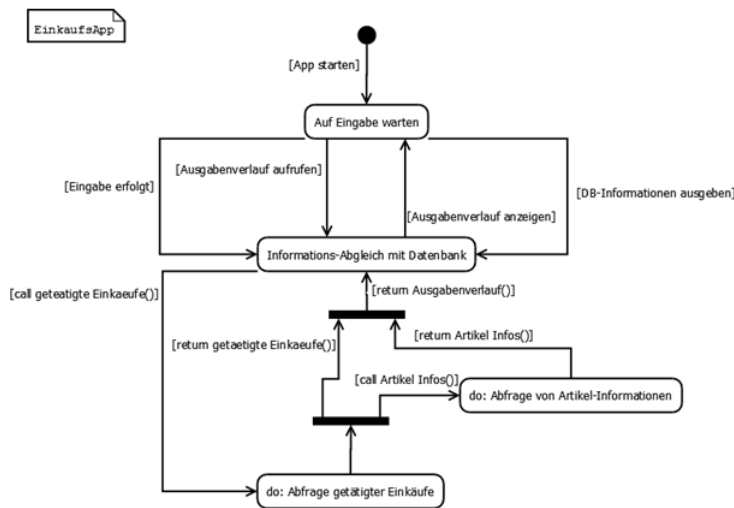 EinkaufsApp
[App starten]
Auf Eingabe warten
[Ausgabenverlauf aufrufen]
[Eingabe erfolgt]
[DB-Informationen ausgeben]
[Ausgabenverlauf anzeigen]
Informations-Abgleich mit Datenbank
[call geteatigte Einkaeufe()]
[return Ausgabenverlauf()]
[return getaetigte Einkaeufe()]
[return Artikel Infos()]
[call Artikel Infos()]
do: Abfrage von Artikel-Informationen
do: Abfrage getätigter Einkäufe